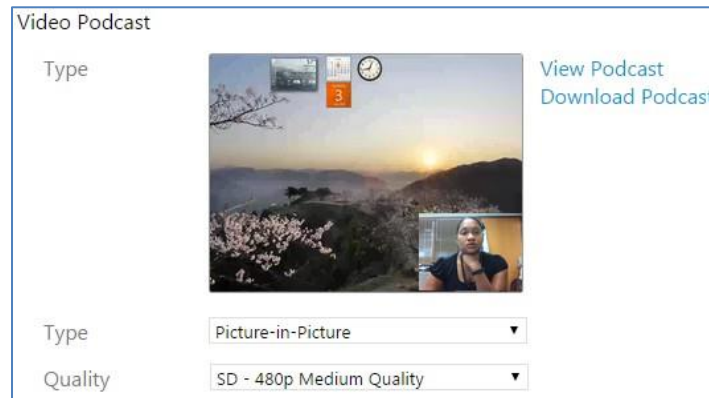 Video Podcast
Type
3
View Podcast
Download Podcast
Type
Picture-in-Picture
Quality
SD - 480p Medium Quality